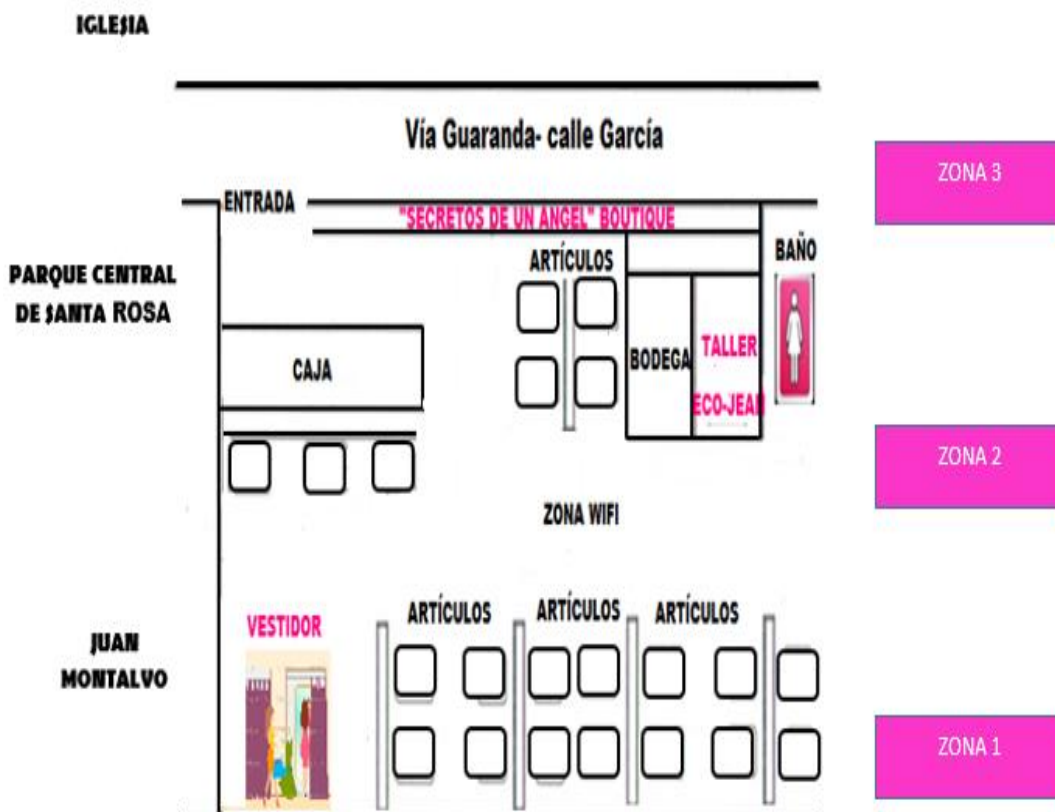 IGLESIA
Vía Guaranda- calle García
ZONA 3
ENTRADA
"SECRETOS DE UN ANGEL" BOUTIQUE
PARQUE CENTRAL
DE SANTA ROSA
ARTÍCULOS
BAÑO
CAJA
BODEGA
TALLER
ECO-JEAN
ZONA 2
ZONA WIFI
JUAN
MONTALVO
VESTIDOR
ARTÍCULOS
ARTÍCULOS
ARTÍCULOS
ZONA 1